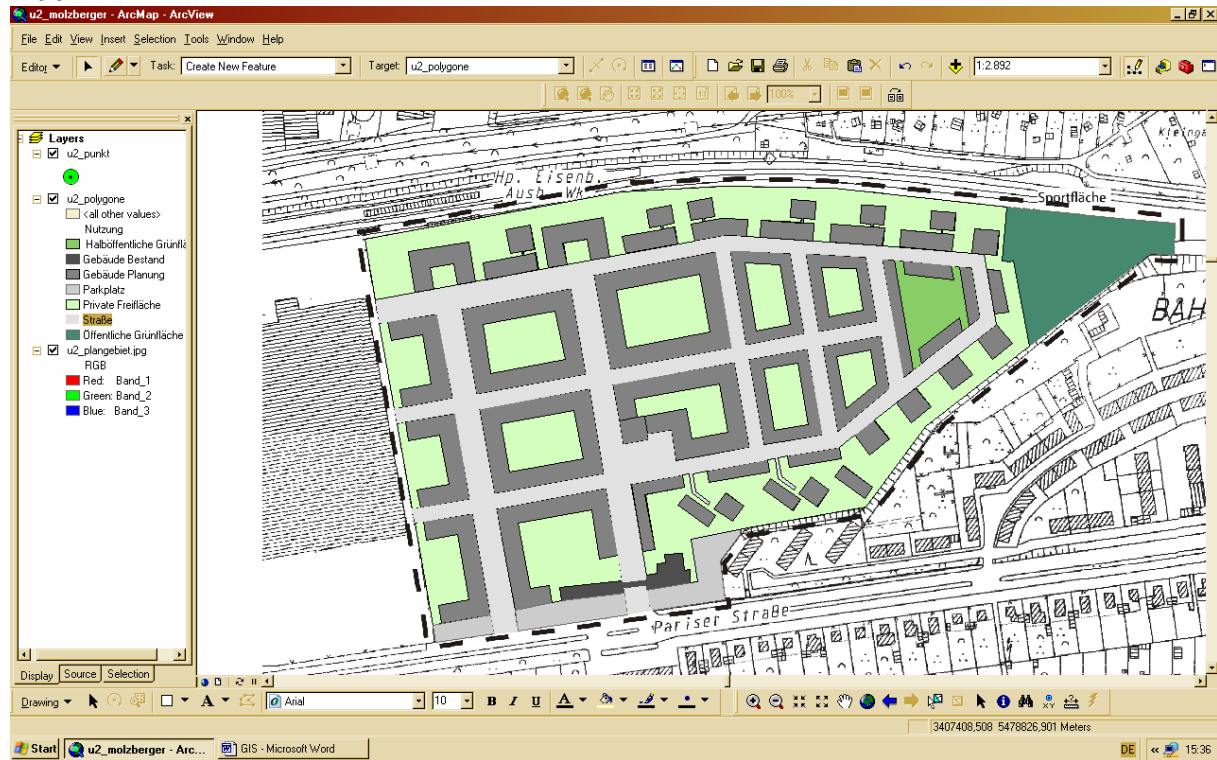 u2_molzberger - ArcMap - ArcView
File Edit View Insert Selection Tools Window Help
Editor Task: Create New Feature Target: u2_polygone 1:2.892
100%
Layers
u2_punkt
u2_polygone
<all other values>
Nutzung
Halböffentliche Grünflä
Gebäude Bestand
Gebäude Planung
Parkplatz
Private Freifläche
Straße
Öffentliche Grünfläche
u2_plangebiet.jpg
RGB
Red: Band_1
Green: Band_2
Blue: Band_3
Hp. Eisenb.
Ausb. Wk.
Kleinga
Sportfläche
BAH
Pariser Straße
Display Source Selection
Drawing A Arial 10 B I U A
3407408,508 5478826,901 Meters
Start u2_molzberger - Arc... GIS - Microsoft Word DE « 15:36